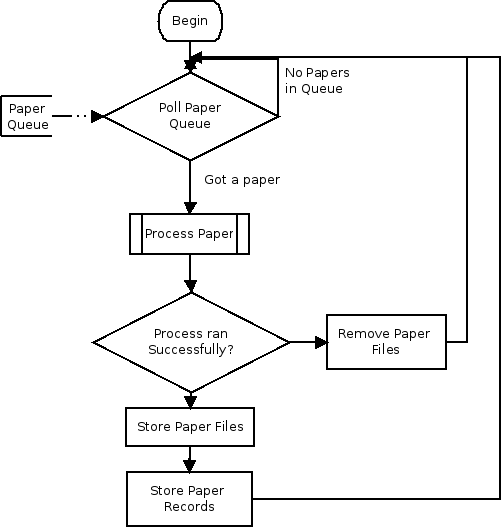 Begin
No Papers
in Queue
Poll Paper
Queue
Paper
Queue
Got a paper
Process Paper
Process ran
Successfully?
Remove Paper
Files
Store Paper Files
Store Paper
Records